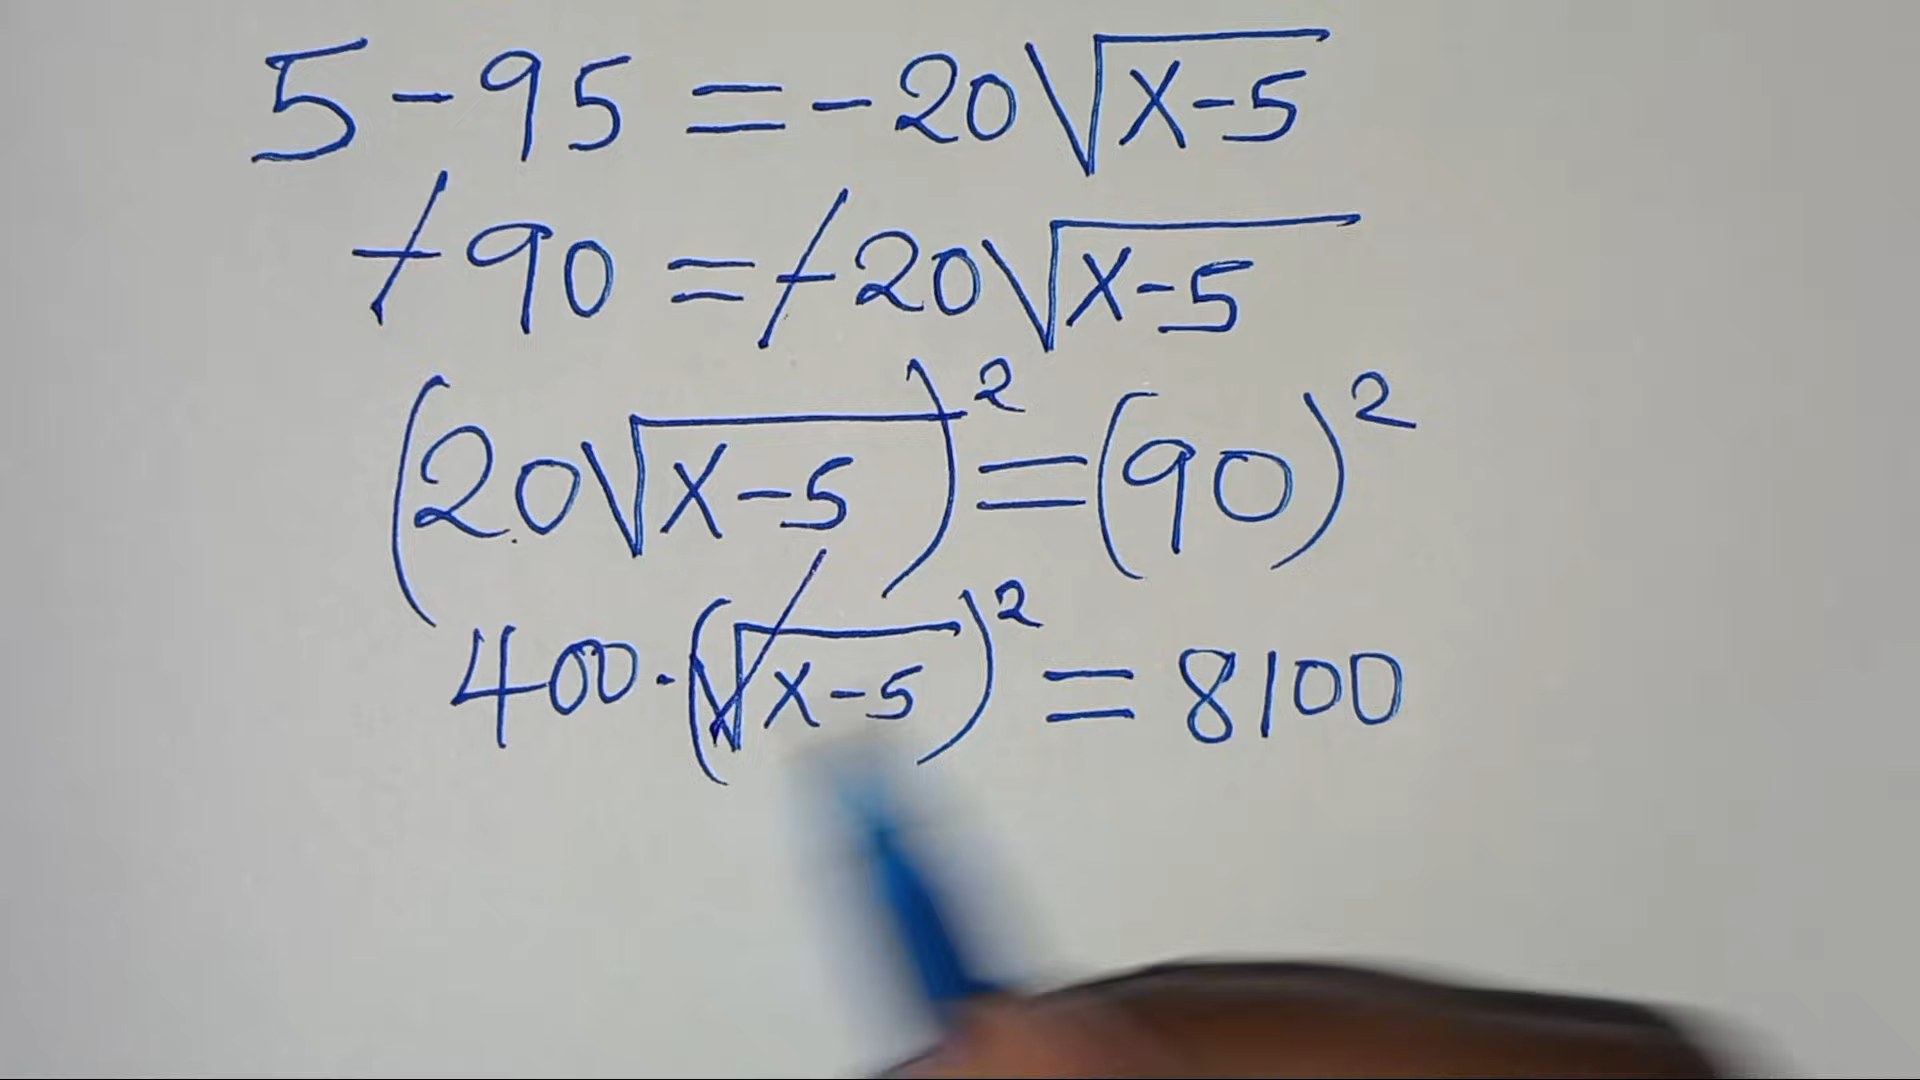 5 - 95 = -20√(x-5)
-90 = -20√(x-5)
(20√(x-5))² = (90)²
400·(√(x-5))² = 8100